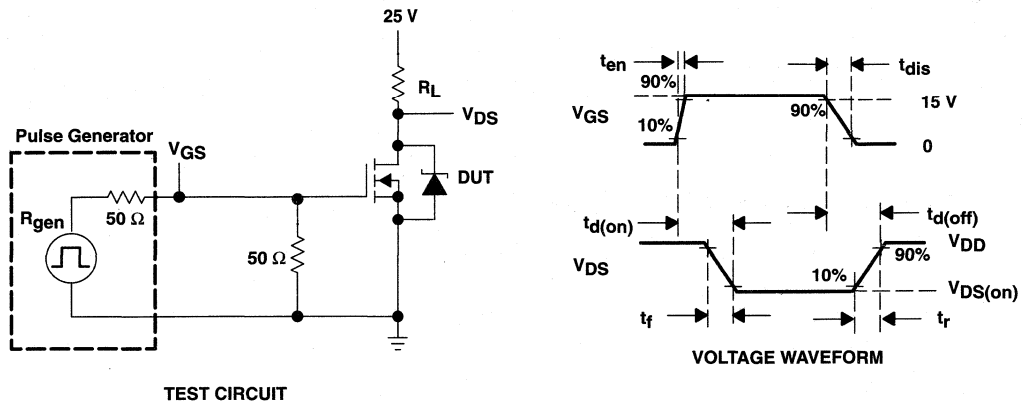 25 V
RL
VDS
Pulse Generator
VGS
DUT
Rgen
50 Ω
50 Ω
TEST CIRCUIT
ten
tdis
90%
VGS
90%
15 V
10%
0
td(on)
td(off)
VDD
VDS
10%
90%
VDS(on)
tf
tr
VOLTAGE WAVEFORM